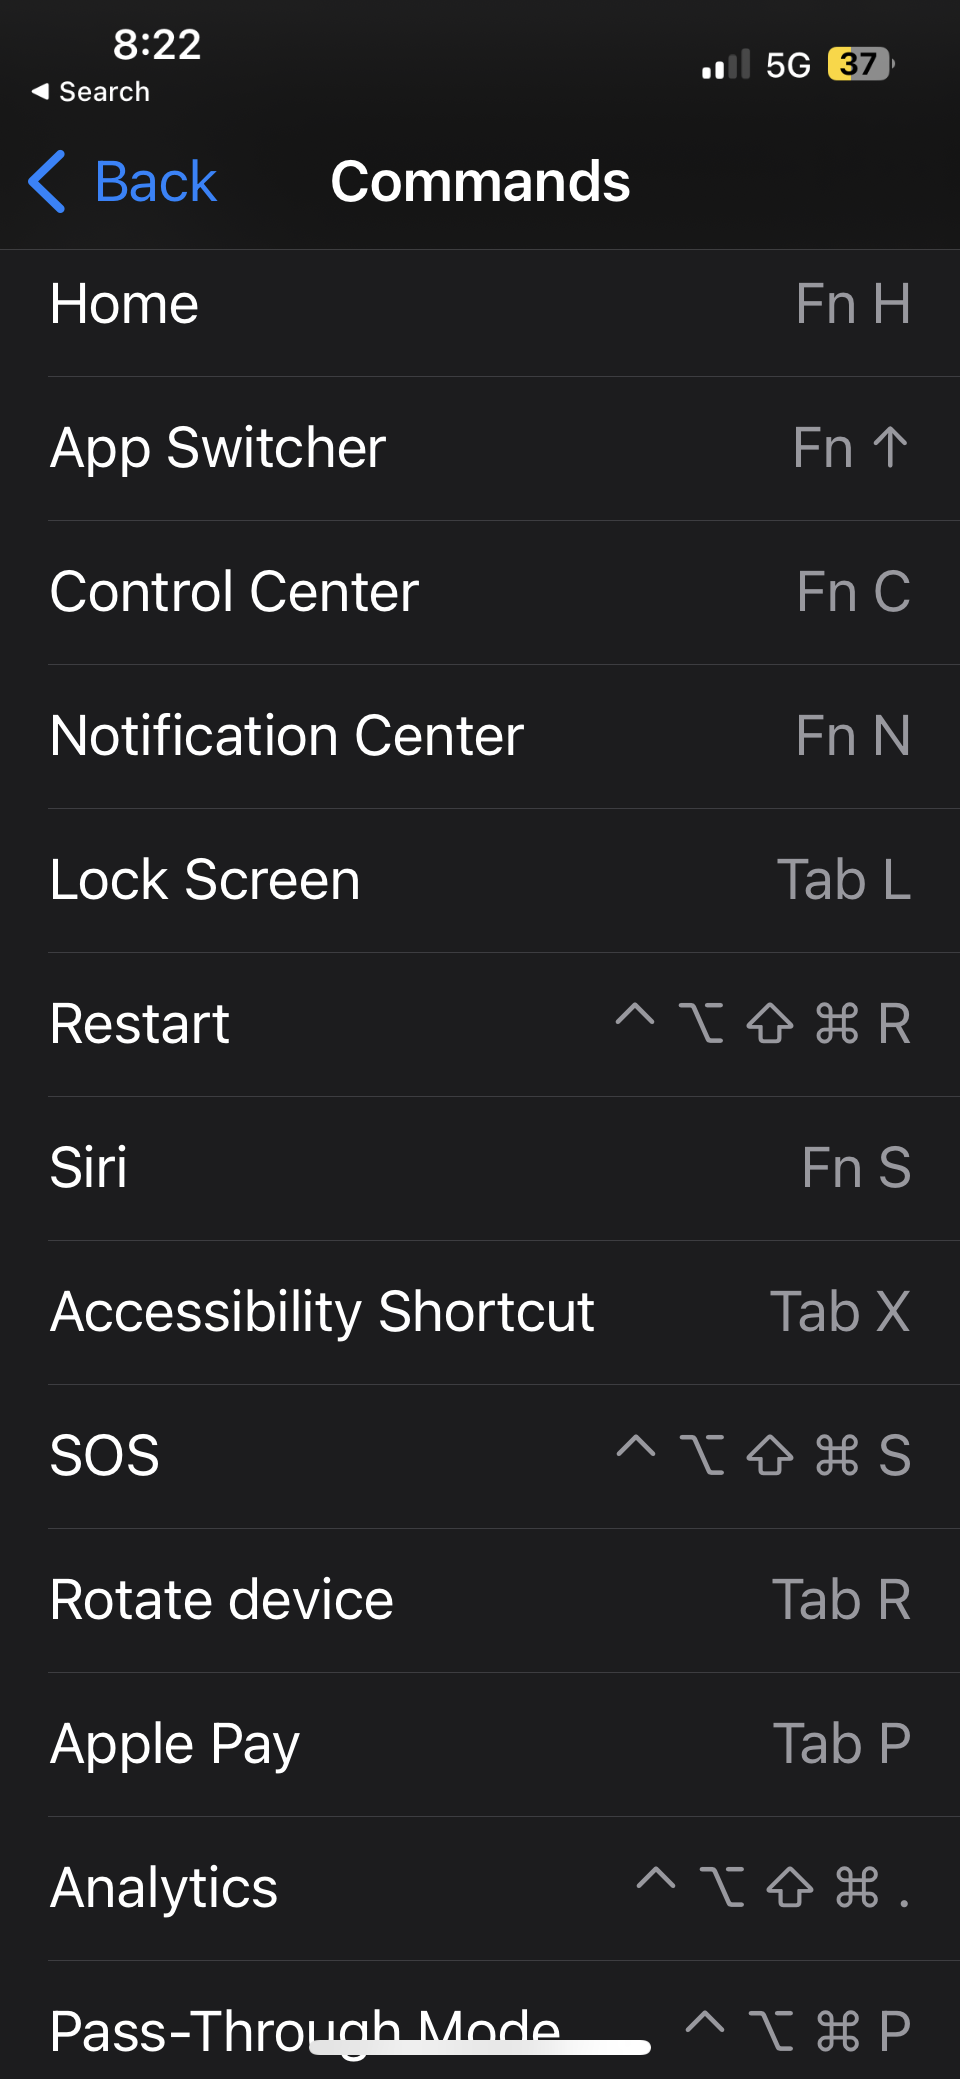 8:22
5G 37
◀ Search
Back Commands
Home Fn H
App Switcher Fn ↑
Control Center Fn C
Notification Center Fn N
Lock Screen Tab L
Restart ^ ⌥ ⇧ ⌘ R
Siri Fn S
Accessibility Shortcut Tab X
SOS ^ ⌥ ⇧ ⌘ S
Rotate device Tab R
Apple Pay Tab P
Analytics ^ ⌥ ⇧ ⌘ .
Pass-Through Mode ^ ⌥ ⌘ P